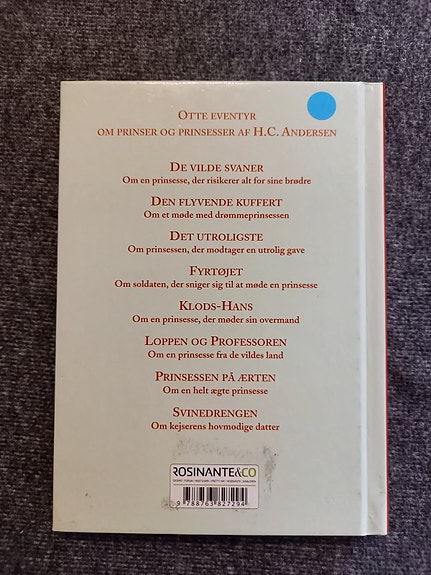 OTTE EVENTYR
OM PRINSER OG PRINSESSER AF H.C. ANDERSEN
DE VILDE SVANER
Om en prinsesse, der risikerer alt for sine brødre
DEN FLYVENDE KUFFERT
Om et møde med drømmeprinsessen
DET UTROLIGSTE
Om prinsessen, der modtager en utrolig gave
FYRTØJET
Om soldaten, der sniger sig til at møde en prinsesse
KLODS-HANS
Om en prinsesse, der møder sin overmand
LOPPEN OG PROFESSOREN
Om en prinsesse fra de vildes land
PRINSESSEN PÅ ÆRTEN
Om en helt ægte prinsesse
SVINEDRENGEN
Om kejserens hovmodige datter
ROSINANTE&CO
9 788763 827294